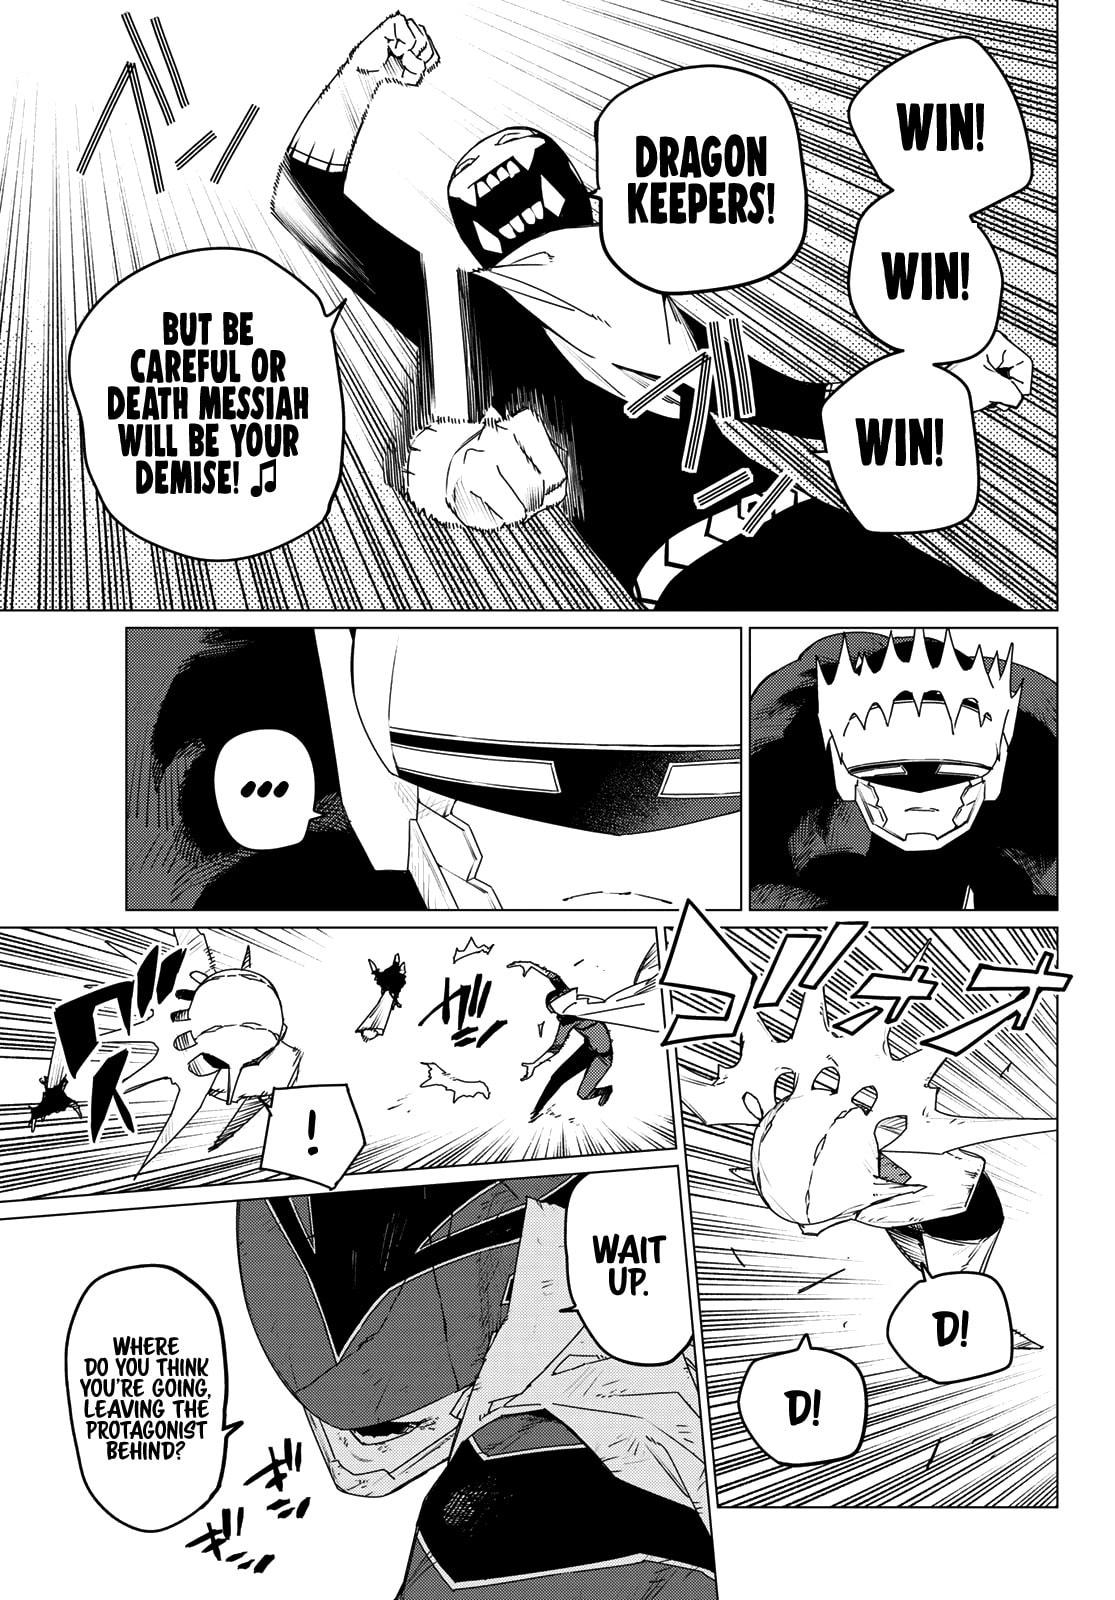 WIN!
WIN!
WIN!
DRAGON
KEEPERS!
BUT BE
CAREFUL OR
DEATH MESSIAH
WILL BE YOUR
DEMISE! ♫
...
D!
D!
!
WAIT
UP.
WHERE
DO YOU THINK
YOU'RE GOING,
LEAVING THE
PROTAGONIST
BEHIND?